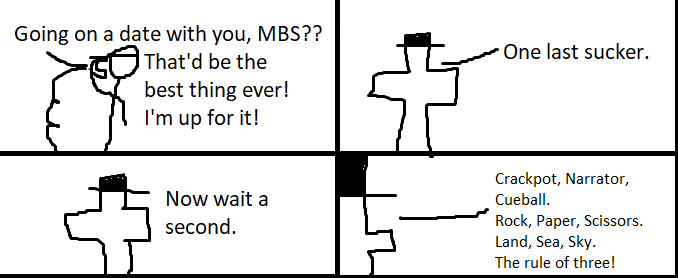 Going on a date with you, MBS??
That'd be the
best thing ever!
I'm up for it!
One last sucker.
Now wait a
second.
Crackpot, Narrator,
Cueball.
Rock, Paper, Scissors.
Land, Sea, Sky.
The rule of three!